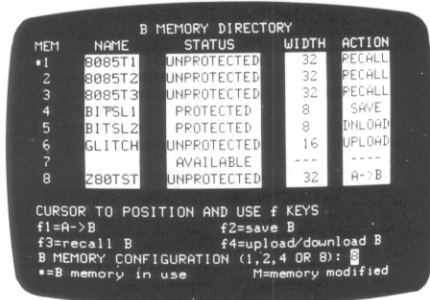 B MEMORY DIRECTORY
MEM NAME STATUS WIDTH ACTION
*1 8085T1 UNPROTECTED 32 RECALL
2 8085T2 UNPROTECTED 32 RECALL
3 8085T3 UNPROTECTED 32 RECALL
4 BITSL1 PROTECTED 8 SAVE
5 BITSL2 PROTECTED 8 DNLOAD
6 GLITCH UNPROTECTED 16 UPLOAD
7 AVAILABLE ---- ----
8 Z80TST UNPROTECTED 32 A->B
CURSOR TO POSITION AND USE f KEYS
f1=A->B f2=save B
f3=recall B f4=upload/download B
B MEMORY CONFIGURATION (1,2,4 OR 8): 8
*=B memory in use M=memory modified